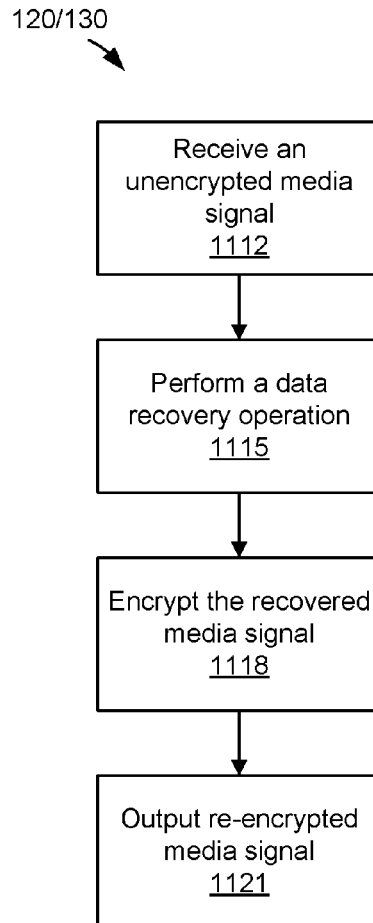 120/130
Receive an
unencrypted media
signal
1112
Perform a data
recovery operation
1115
Encrypt the recovered
media signal
1118
Output re-encrypted
media signal
1121